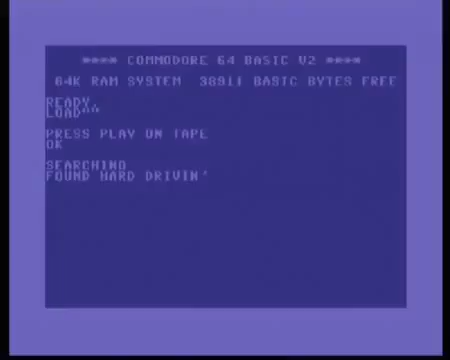 **** COMMODORE 64 BASIC V2 ****
64K RAM SYSTEM 38911 BASIC BYTES FREE
READY.
LOAD""
PRESS PLAY ON TAPE
OK
SEARCHING
FOUND HARD DRIVIN'